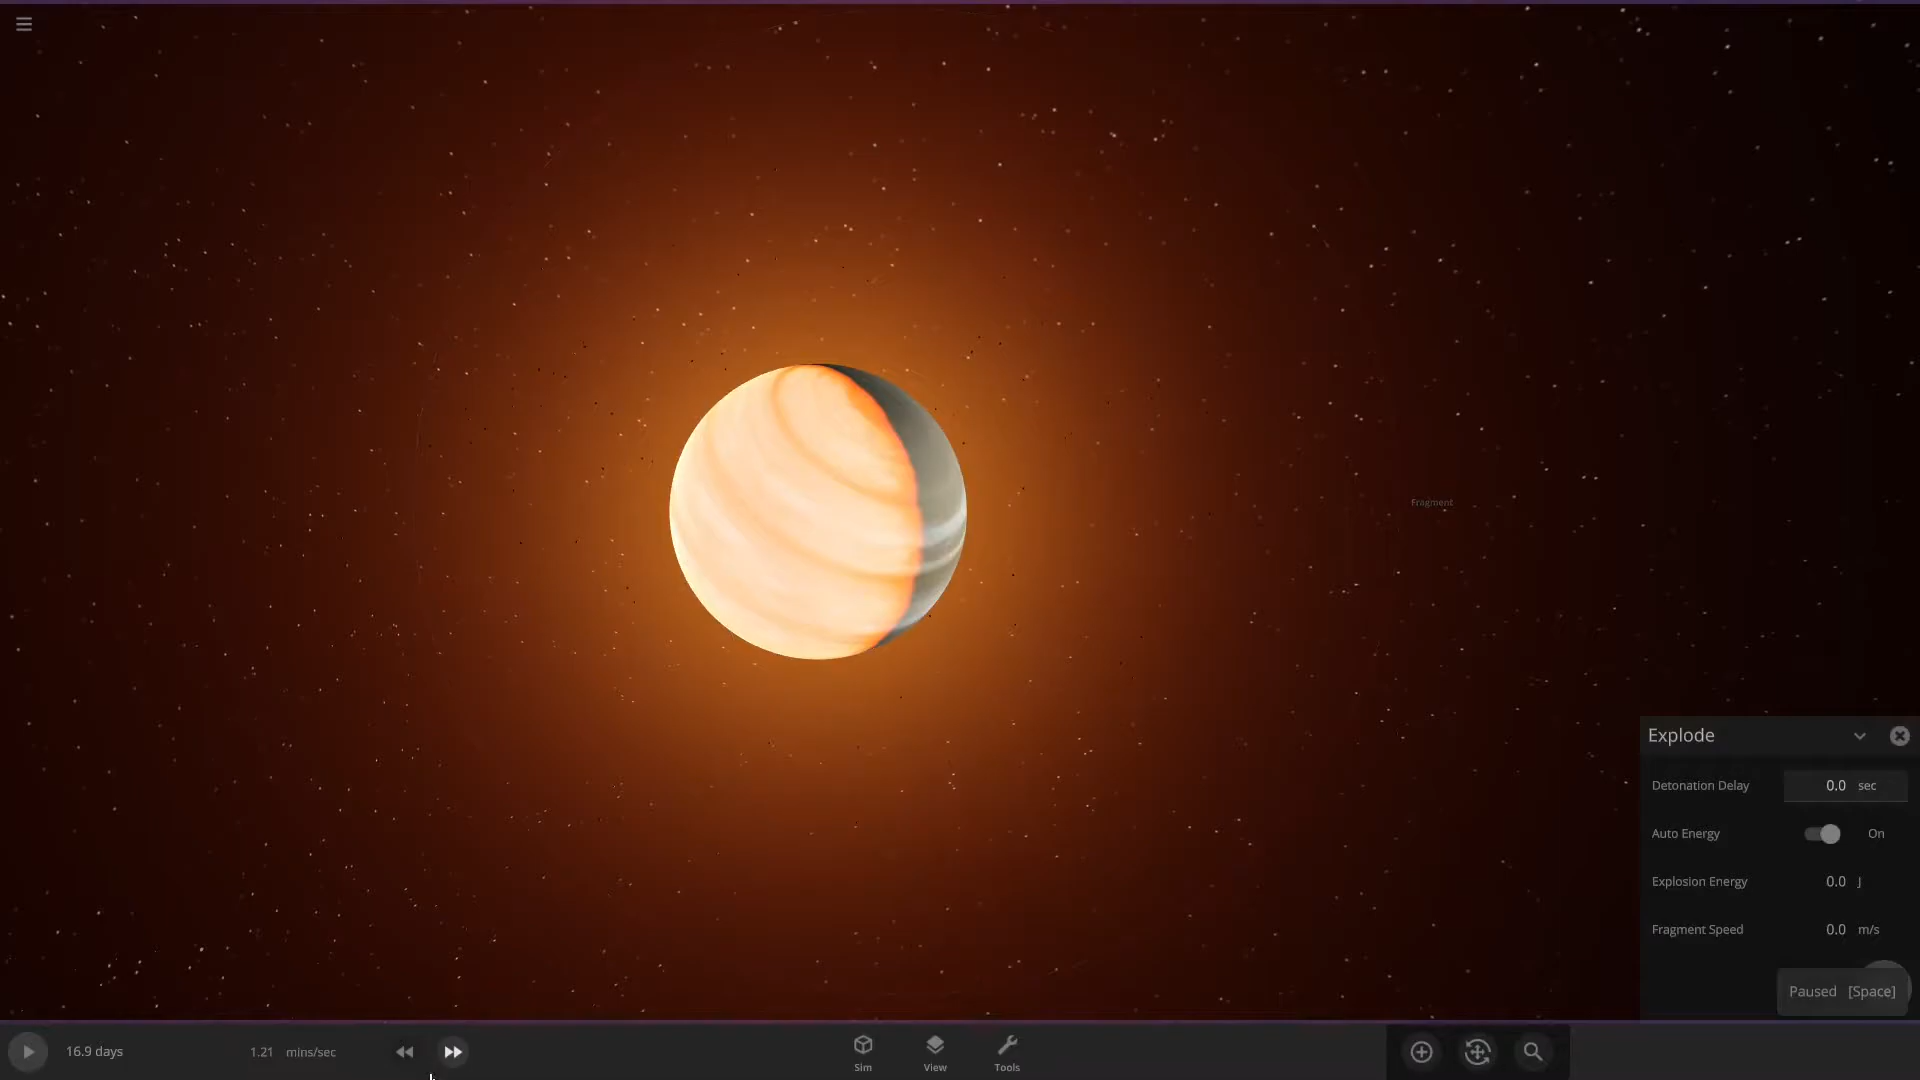 Fragment
Explode
Detonation Delay 0.0 sec
Auto Energy On
Explosion Energy 0.0 J
Fragment Speed 0.0 m/s
Paused [Space]
16.9 days 1.21 mins/sec
Sim View Tools